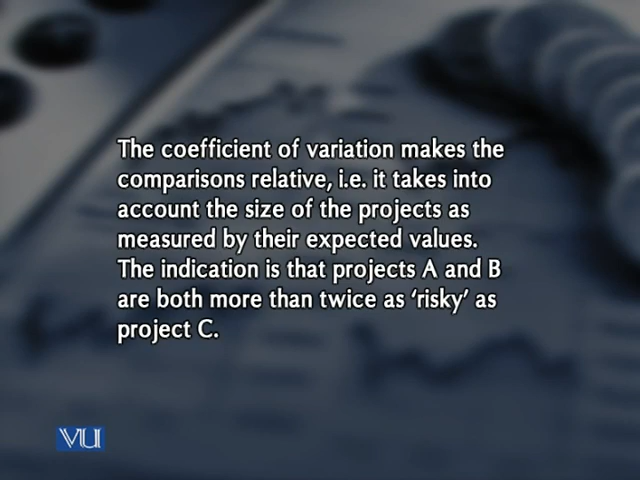 The coefficient of variation makes the
comparisons relative, i.e. it takes into
account the size of the projects as
measured by their expected values.
The indication is that projects A and B
are both more than twice as ‘risky’ as
project C.
VU